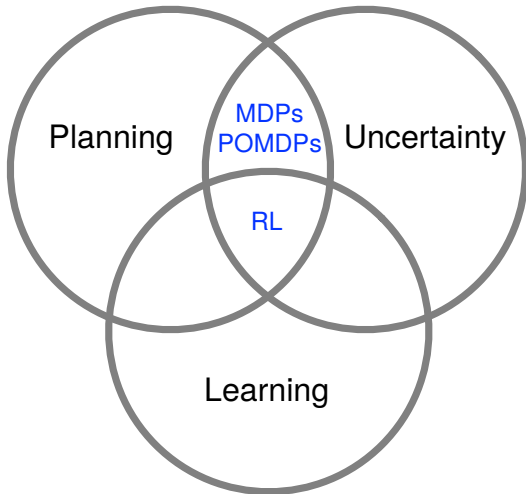 MDPs
Planning
POMDPs
Uncertainty
RL
Learning